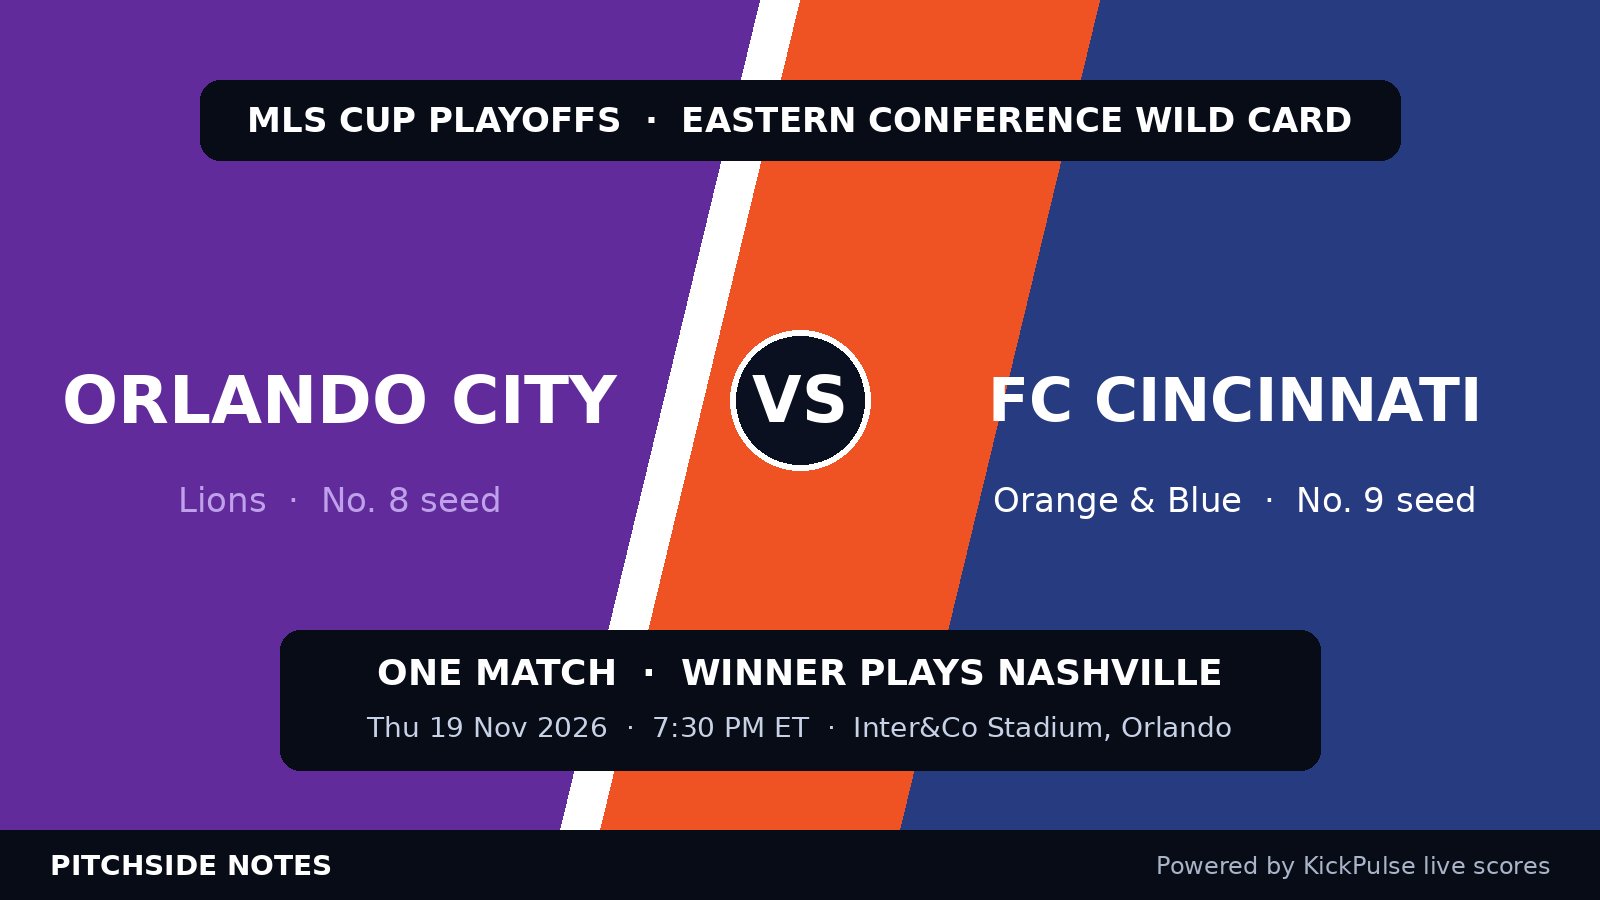 MLS CUP PLAYOFFS · EASTERN CONFERENCE WILD CARD
ORLANDO CITY
VS
FC CINCINNATI
Lions · No. 8 seed
Orange & Blue · No. 9 seed
ONE MATCH · WINNER PLAYS NASHVILLE
Thu 19 Nov 2026 · 7:30 PM ET · Inter&Co Stadium, Orlando
PITCHSIDE NOTES
Powered by KickPulse live scores